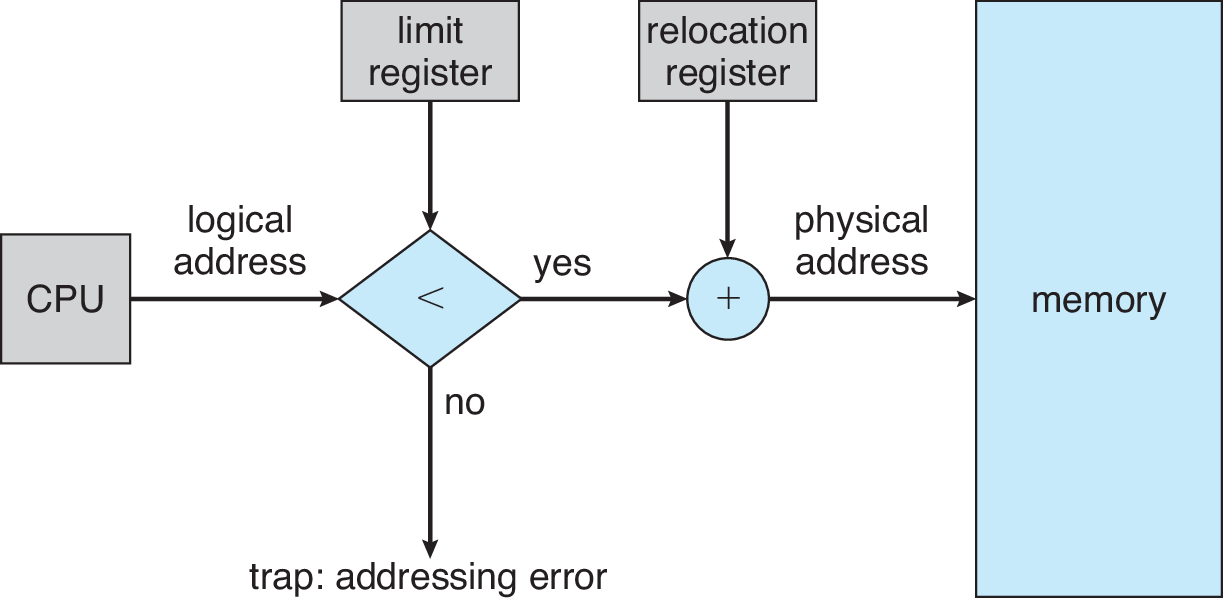 limit
register
relocation
register
logical
address
yes
physical
address
CPU
<
+
memory
no
trap: addressing error